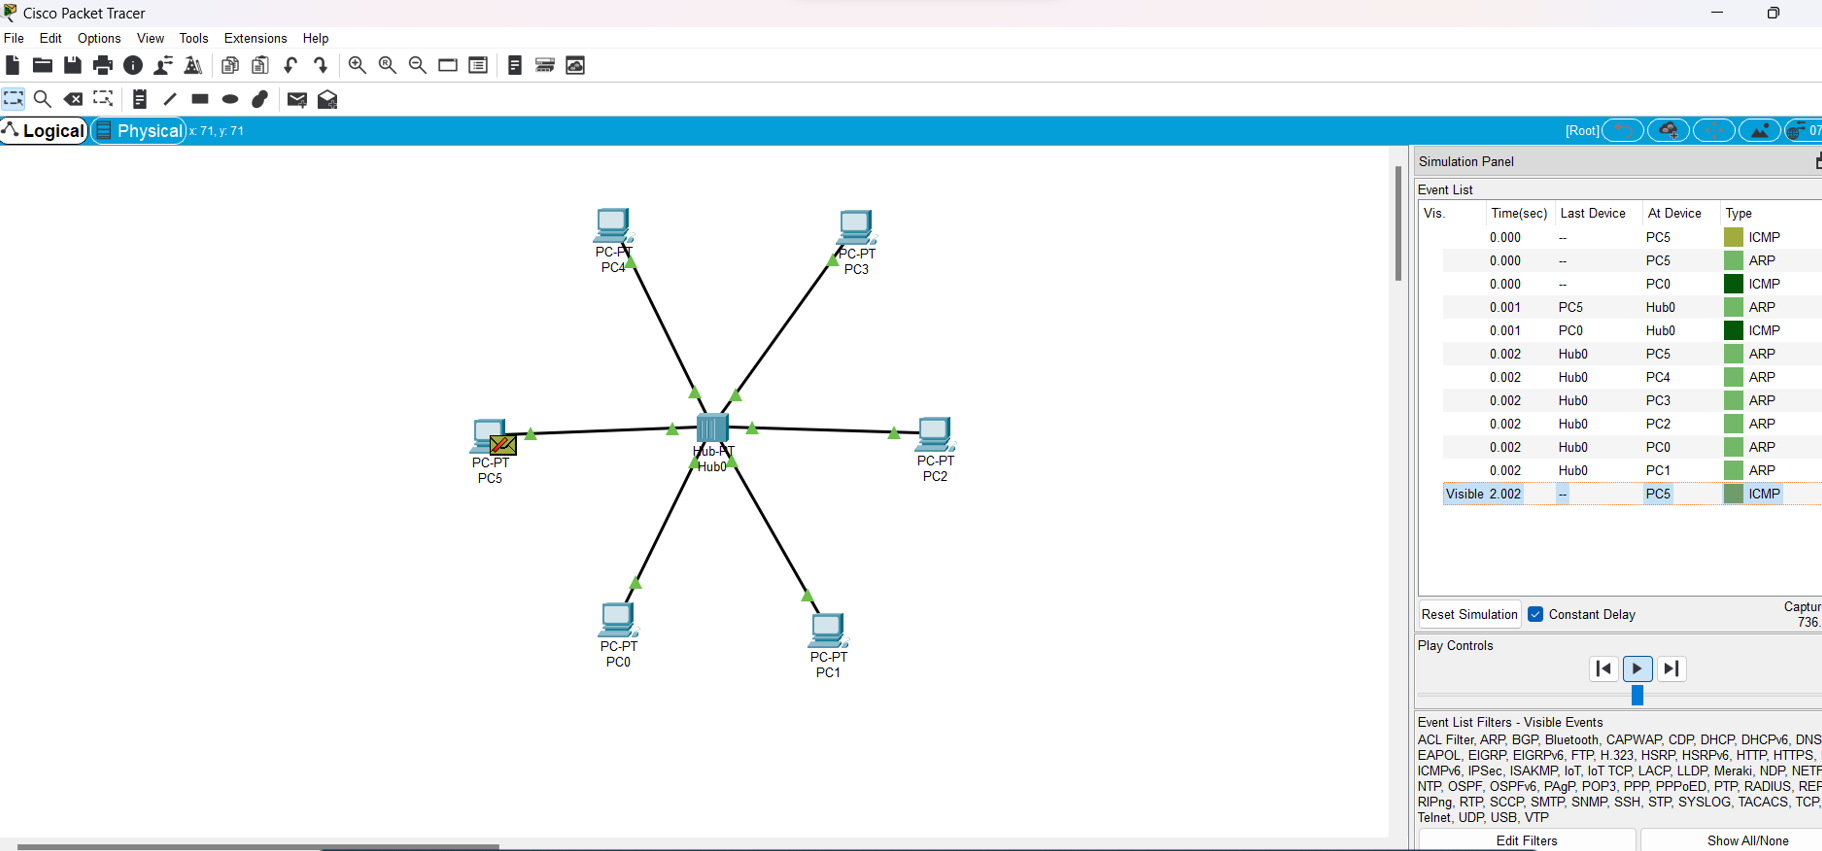 Cisco Packet Tracer
File Edit Options View Tools Extensions Help
Logical Physical x: 71, y: 71 [Root] 07
PC-PT
PC4
PC-PT
PC3
PC-PT
PC5
Hub-PT
Hub0
PC-PT
PC2
PC-PT
PC0
PC-PT
PC1
Simulation Panel
Event List
Vis. Time(sec) Last Device At Device Type
0.000 -- PC5 ICMP
0.000 -- PC5 ARP
0.000 -- PC0 ICMP
0.001 PC5 Hub0 ARP
0.001 PC0 Hub0 ICMP
0.002 Hub0 PC5 ARP
0.002 Hub0 PC4 ARP
0.002 Hub0 PC3 ARP
0.002 Hub0 PC2 ARP
0.002 Hub0 PC0 ARP
0.002 Hub0 PC1 ARP
Visible 2.002 -- PC5 ICMP
Reset Simulation Constant Delay Captur
736.
Play Controls
Event List Filters - Visible Events
ACL Filter, ARP, BGP, Bluetooth, CAPWAP, CDP, DHCP, DHCPv6, DNS
EAPOL, EIGRP, EIGRPv6, FTP, H.323, HSRP, HSRPv6, HTTP, HTTPS,
ICMPv6, IPSec, ISAKMP, IoT, IoT TCP, LACP, LLDP, Meraki, NDP, NETF
NTP, OSPF, OSPFv6, PAgP, POP3, PPP, PPPoED, PTP, RADIUS, REP
RIPng, RTP, SCCP, SMTP, SNMP, SSH, STP, SYSLOG, TACACS, TCP,
Telnet, UDP, USB, VTP
Edit Filters Show All/None